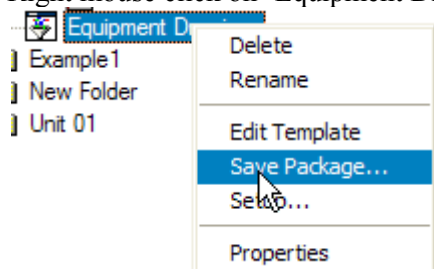 Equipment D
Delete
Example1
Rename
New Folder
Unit 01
Edit Template
Save Package...
Setup...
Properties